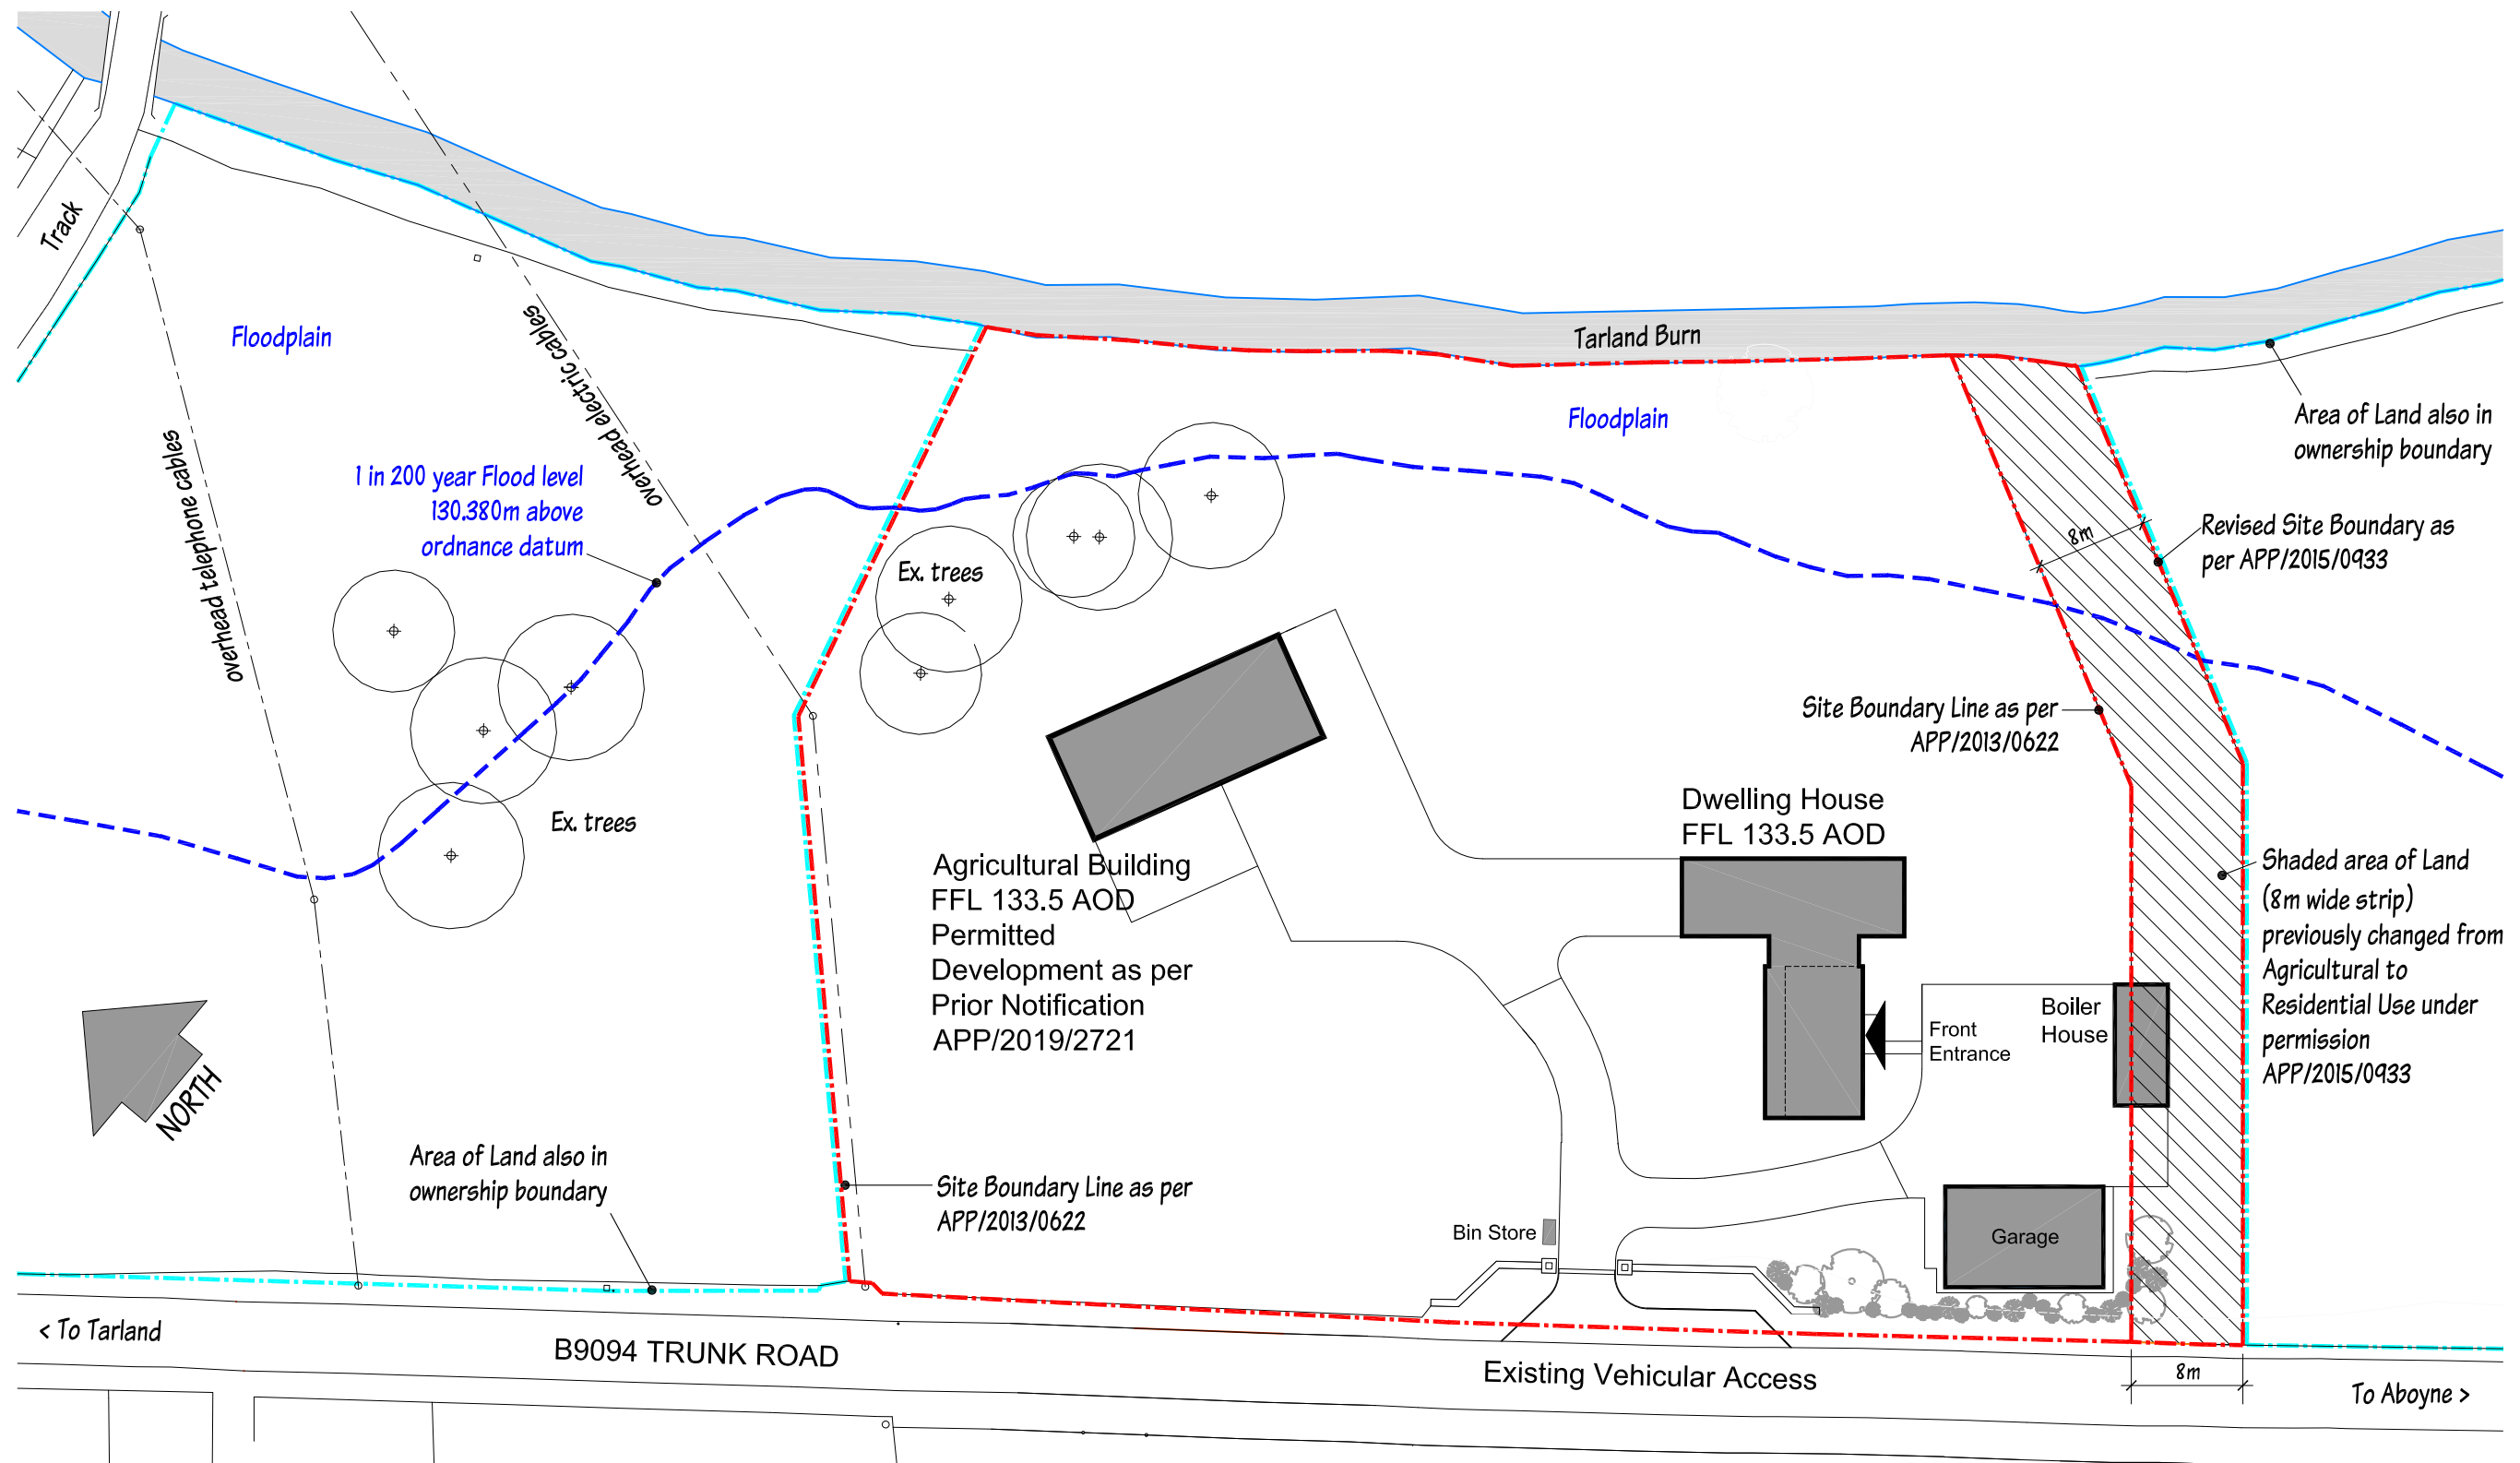 Track
Floodplain
overhead telephone cables
overhead electric cables
1 in 200 year Flood level
130.380m above
ordnance datum
Ex. trees
Ex. trees
Tarland Burn
Floodplain
Area of Land also in
ownership boundary
8m
Revised Site Boundary as
per APP/2015/0933
Site Boundary Line as per
APP/2013/0622
Dwelling House
FFL 133.5 AOD
Agricultural Building
FFL 133.5 AOD
Permitted
Development as per
Prior Notification
APP/2019/2721
Shaded area of Land
(8m wide strip)
previously changed from
Agricultural to
Residential Use under
permission
APP/2015/0933
Boiler
House
Front
Entrance
NORTH
Area of Land also in
ownership boundary
Site Boundary Line as per
APP/2013/0622
Bin Store
Garage
< To Tarland
B9094 TRUNK ROAD
Existing Vehicular Access
8m
To Aboyne >